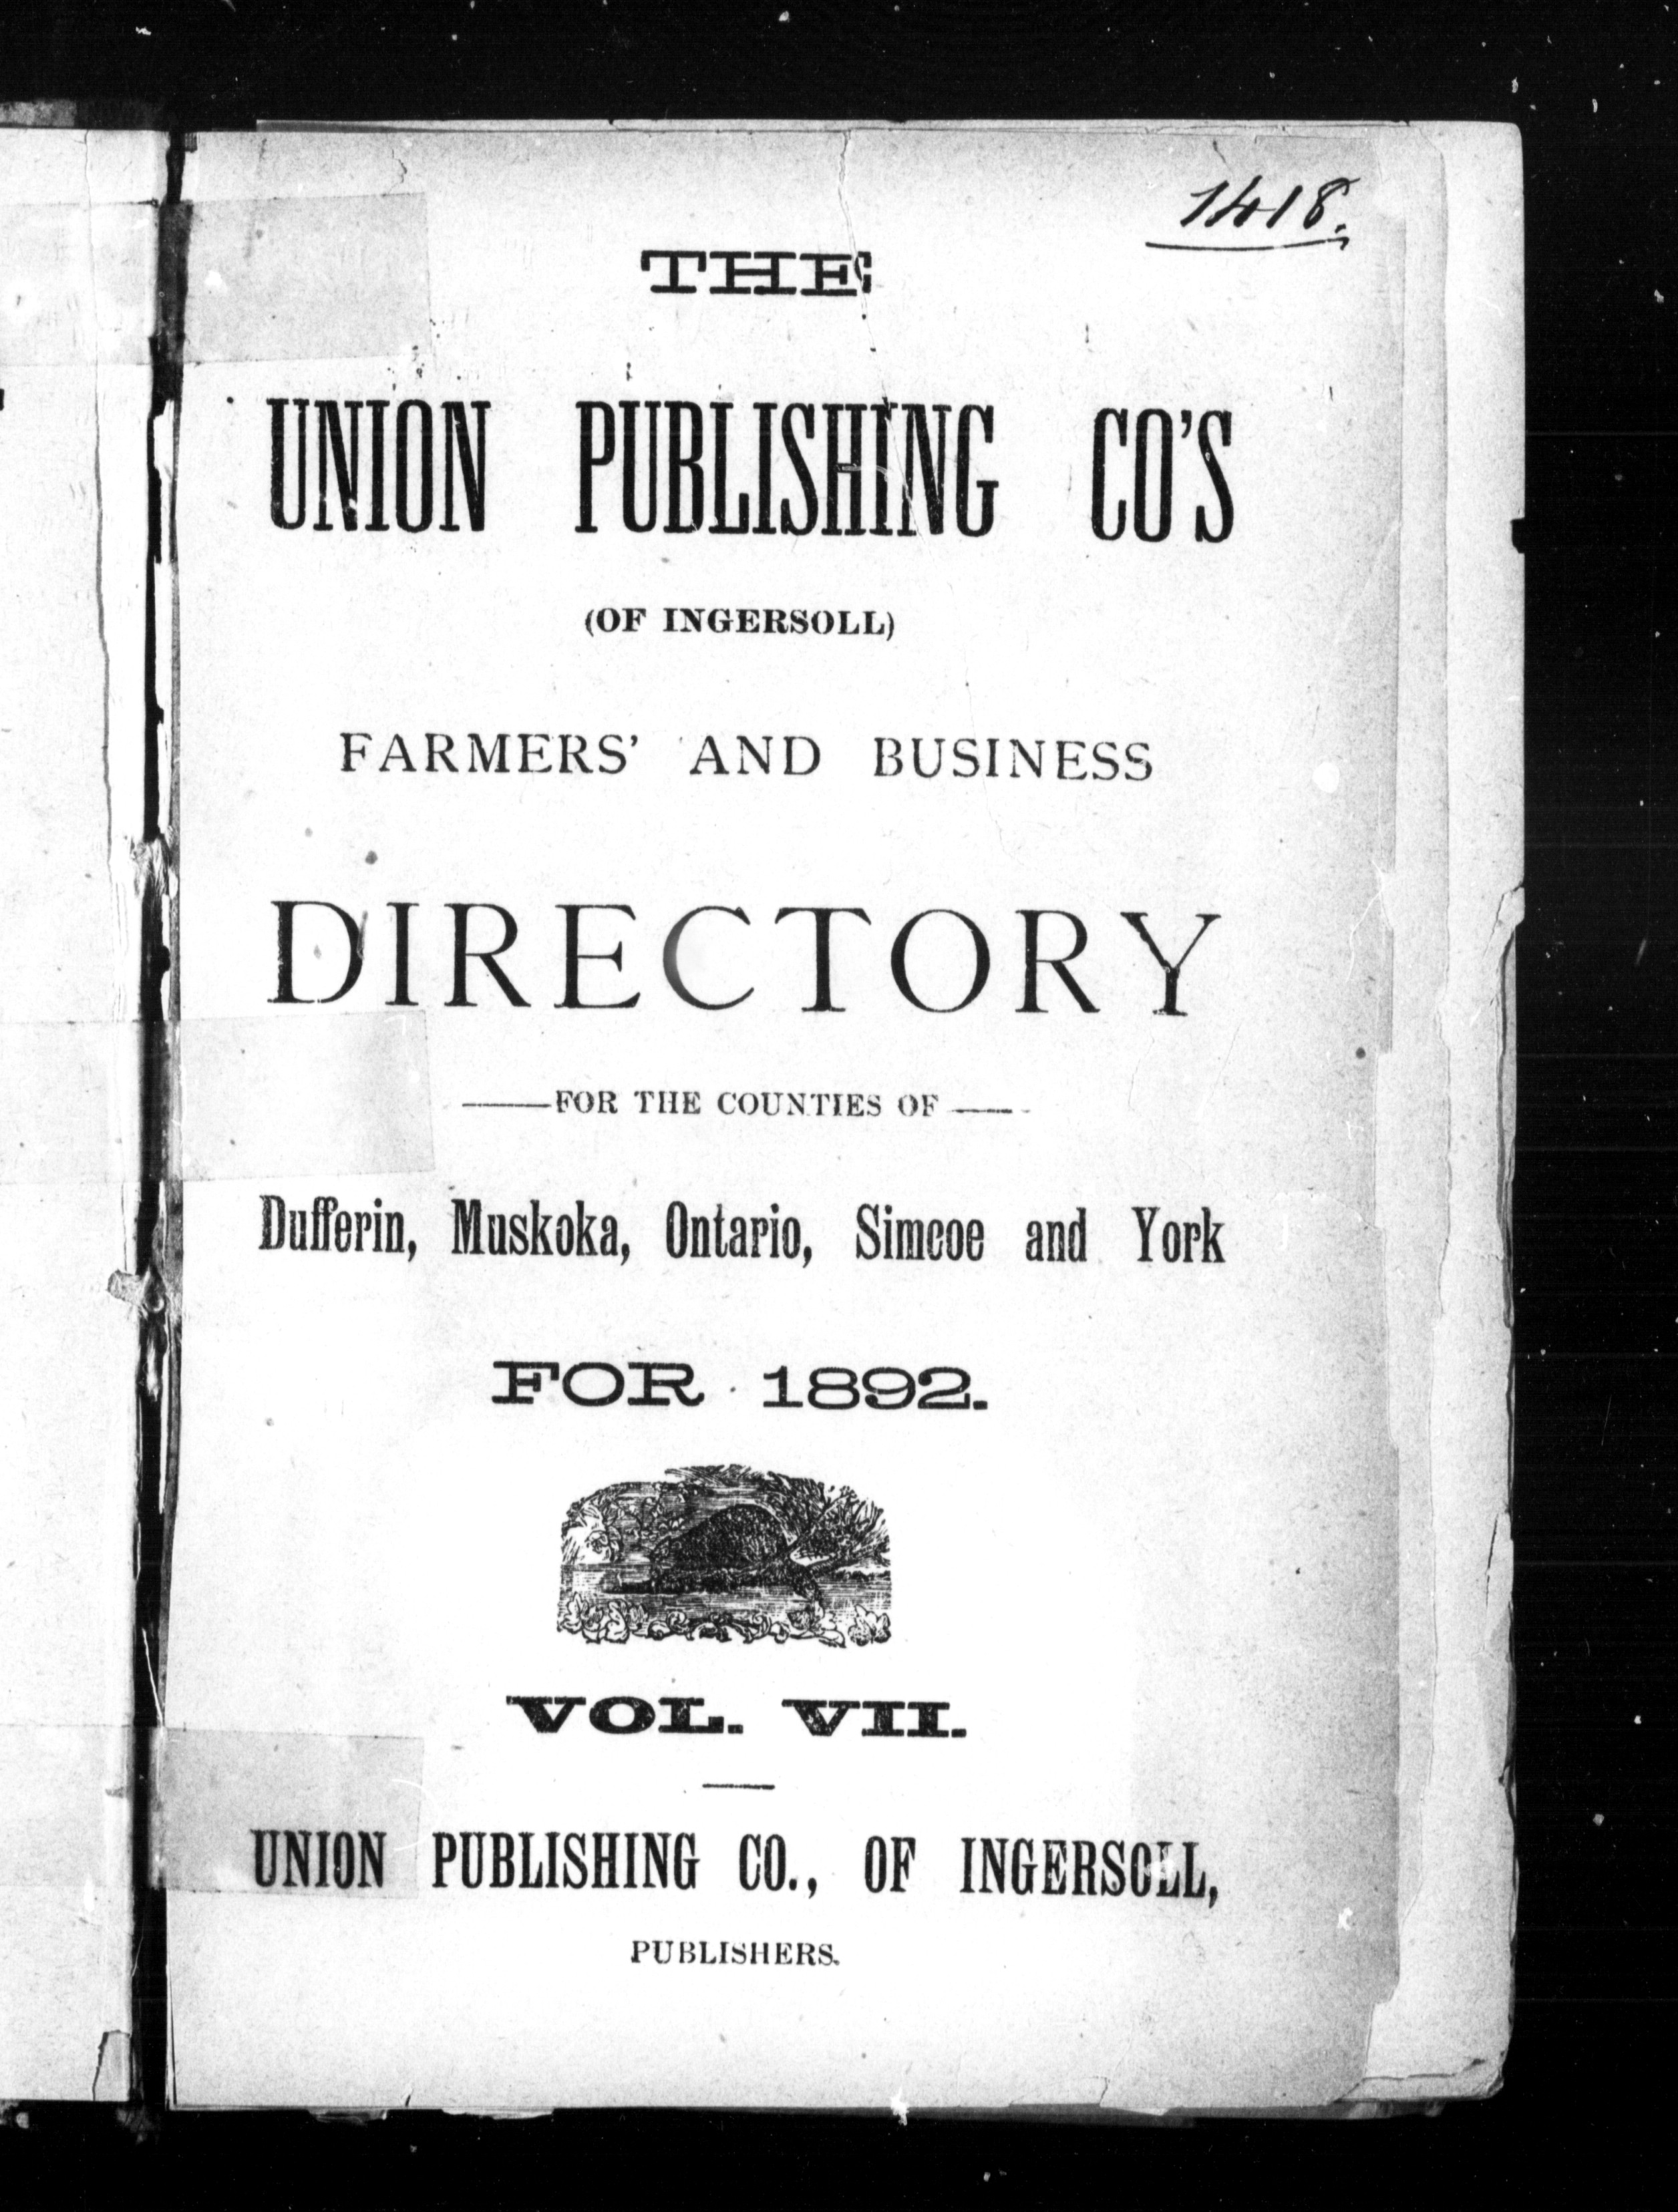 1418.
THE
UNION PUBLISHING CO'S
(OF INGERSOLL)
FARMERS' AND BUSINESS
DIRECTORY
——FOR THE COUNTIES OF——
Dufferin, Muskoka, Ontario, Simcoe and York
FOR 1892.
VOL. VII.
UNION PUBLISHING CO., OF INGERSOLL,
PUBLISHERS.